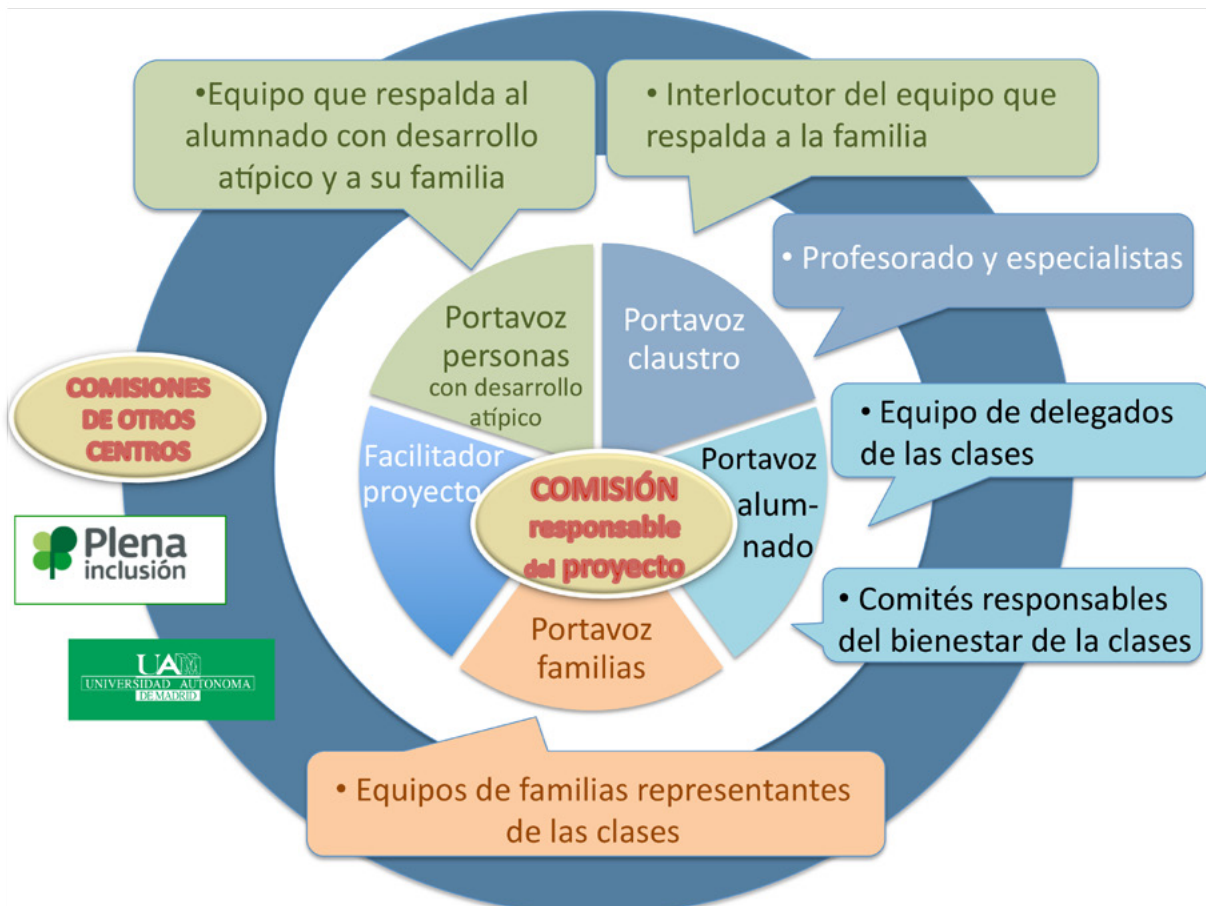 •Equipo que respalda al
alumnado con desarrollo
atípico y a su familia
• Interlocutor del equipo que
respalda a la familia
• Profesorado y especialistas
Portavoz
personas
con desarrollo
atípico
Portavoz
claustro
COMISIONES
DE OTROS
CENTROS
Facilitador
proyecto
COMISIÓN
responsable
del proyecto
Portavoz
alum-
nado
• Equipo de delegados
de las clases
Plena
inclusión
• Comités responsables
del bienestar de la clases
Portavoz
familias
UAM
UNIVERSIDAD AUTONOMA
DE MADRID
• Equipos de familias representantes
de las clases